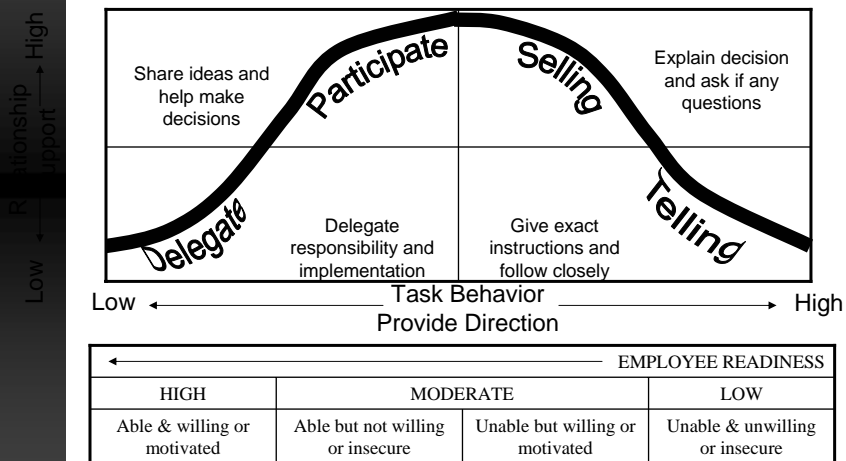 High
Relationship
Support
Low
Share ideas and
help make
decisions
Participate
Selling
Explain decision
and ask if any
questions
Delegate
Delegate
responsibility and
implementation
Give exact
instructions and
follow closely
Telling
Low
Task Behavior
High
Provide Direction
EMPLOYEE READINESS
HIGH
MODERATE
LOW
Able & willing or
motivated
Able but not willing
or insecure
Unable but willing or
motivated
Unable & unwilling
or insecure